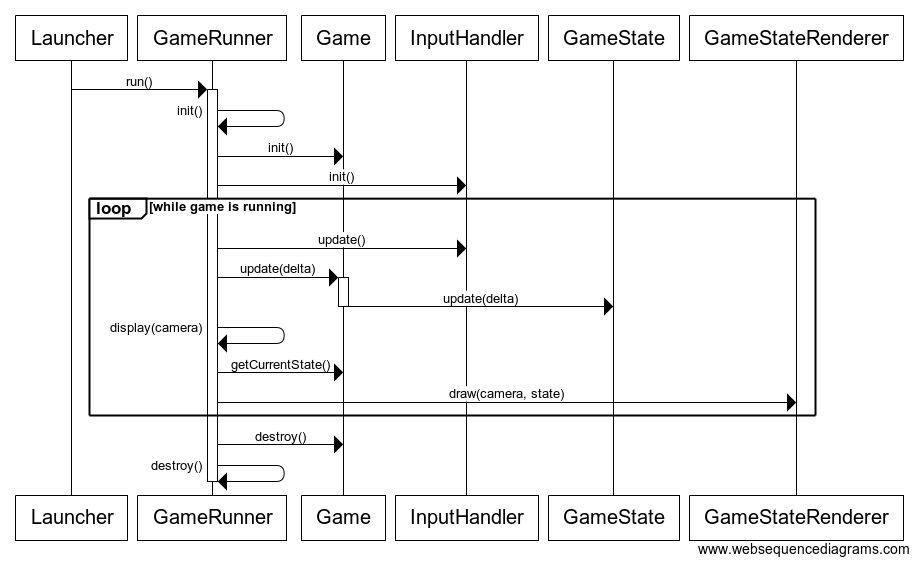 Launcher GameRunner Game InputHandler GameState GameStateRenderer
run()
init()
init()
init()
loop [while game is running]
update()
update(delta)
update(delta)
display(camera)
getCurrentState()
draw(camera, state)
destroy()
destroy()
Launcher GameRunner Game InputHandler GameState GameStateRenderer
www.websequencediagrams.com